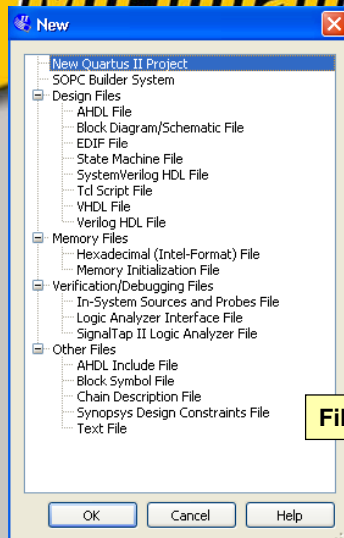 New
New Quartus II Project
SOPC Builder System
Design Files
AHDL File
Block Diagram/Schematic File
EDIF File
State Machine File
SystemVerilog HDL File
Tcl Script File
VHDL File
Verilog HDL File
Memory Files
Hexadecimal (Intel-Format) File
Memory Initialization File
Verification/Debugging Files
In-System Sources and Probes File
Logic Analyzer Interface File
SignalTap II Logic Analyzer File
Other Files
AHDL Include File
Block Symbol File
Chain Description File
Synopsys Design Constraints File
Text File
OK Cancel Help